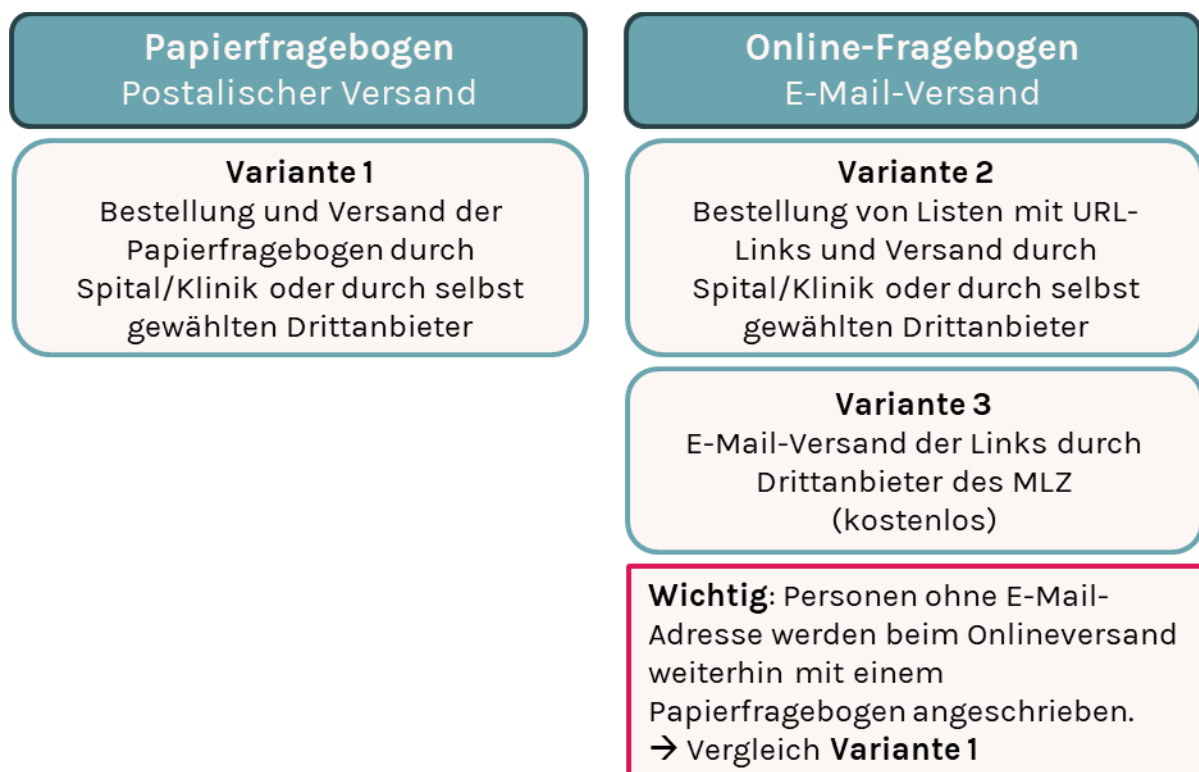 Papierfragebogen
Postalischer Versand
Variante 1
Bestellung und Versand der
Papierfragebogen durch
Spital/Klinik oder durch selbst
gewählten Drittanbieter
Online-Fragebogen
E-Mail-Versand
Variante 2
Bestellung von Listen mit URL-
Links und Versand durch
Spital/Klinik oder durch selbst
gewählten Drittanbieter
Variante 3
E-Mail-Versand der Links durch
Drittanbieter des MLZ
(kostenlos)
Wichtig: Personen ohne E-Mail-
Adresse werden beim Onlineversand
weiterhin mit einem
Papierfragebogen angeschrieben.
→ Vergleich Variante 1